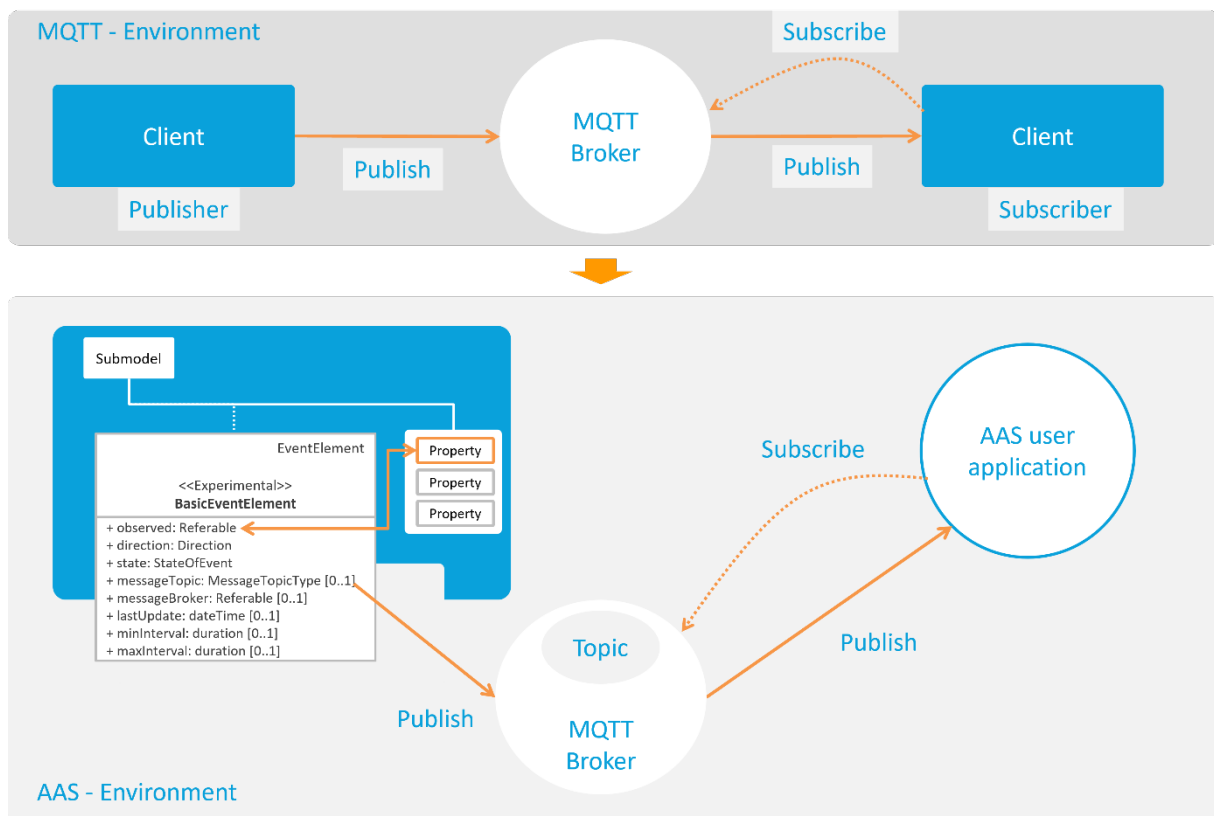 MQTT - Environment
Subscribe
Client
MQTT
Broker
Client
Publish
Publish
Publisher
Subscriber
Submodel
EventElement
<<Experimental>>
BasicEventElement
+ observed: Referable
+ direction: Direction
+ state: StateOfEvent
+ messageTopic: MessageTopicType [0..1]
+ messageBroker: Referable [0..1]
+ lastUpdate: dateTime [0..1]
+ minInterval: duration [0..1]
+ maxInterval: duration [0..1]
Property
Property
Property
Subscribe
AAS user
application
Topic
MQTT
Broker
Publish
Publish
AAS - Environment